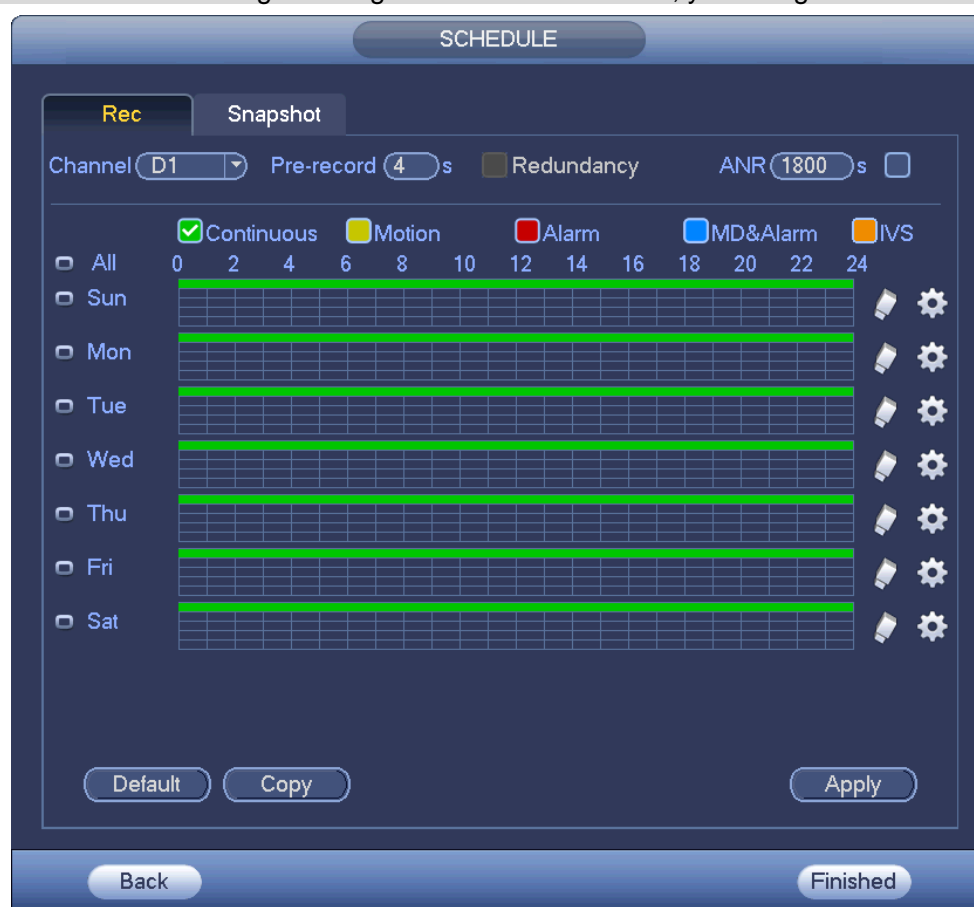 SCHEDULE
Rec Snapshot
Channel D1 Pre-record 4 s Redundancy ANR 1800 s
Continuous Motion Alarm MD&Alarm IVS
All 0 2 4 6 8 10 12 14 16 18 20 22 24
Sun
Mon
Tue
Wed
Thu
Fri
Sat
Default Copy Apply
Back Finished